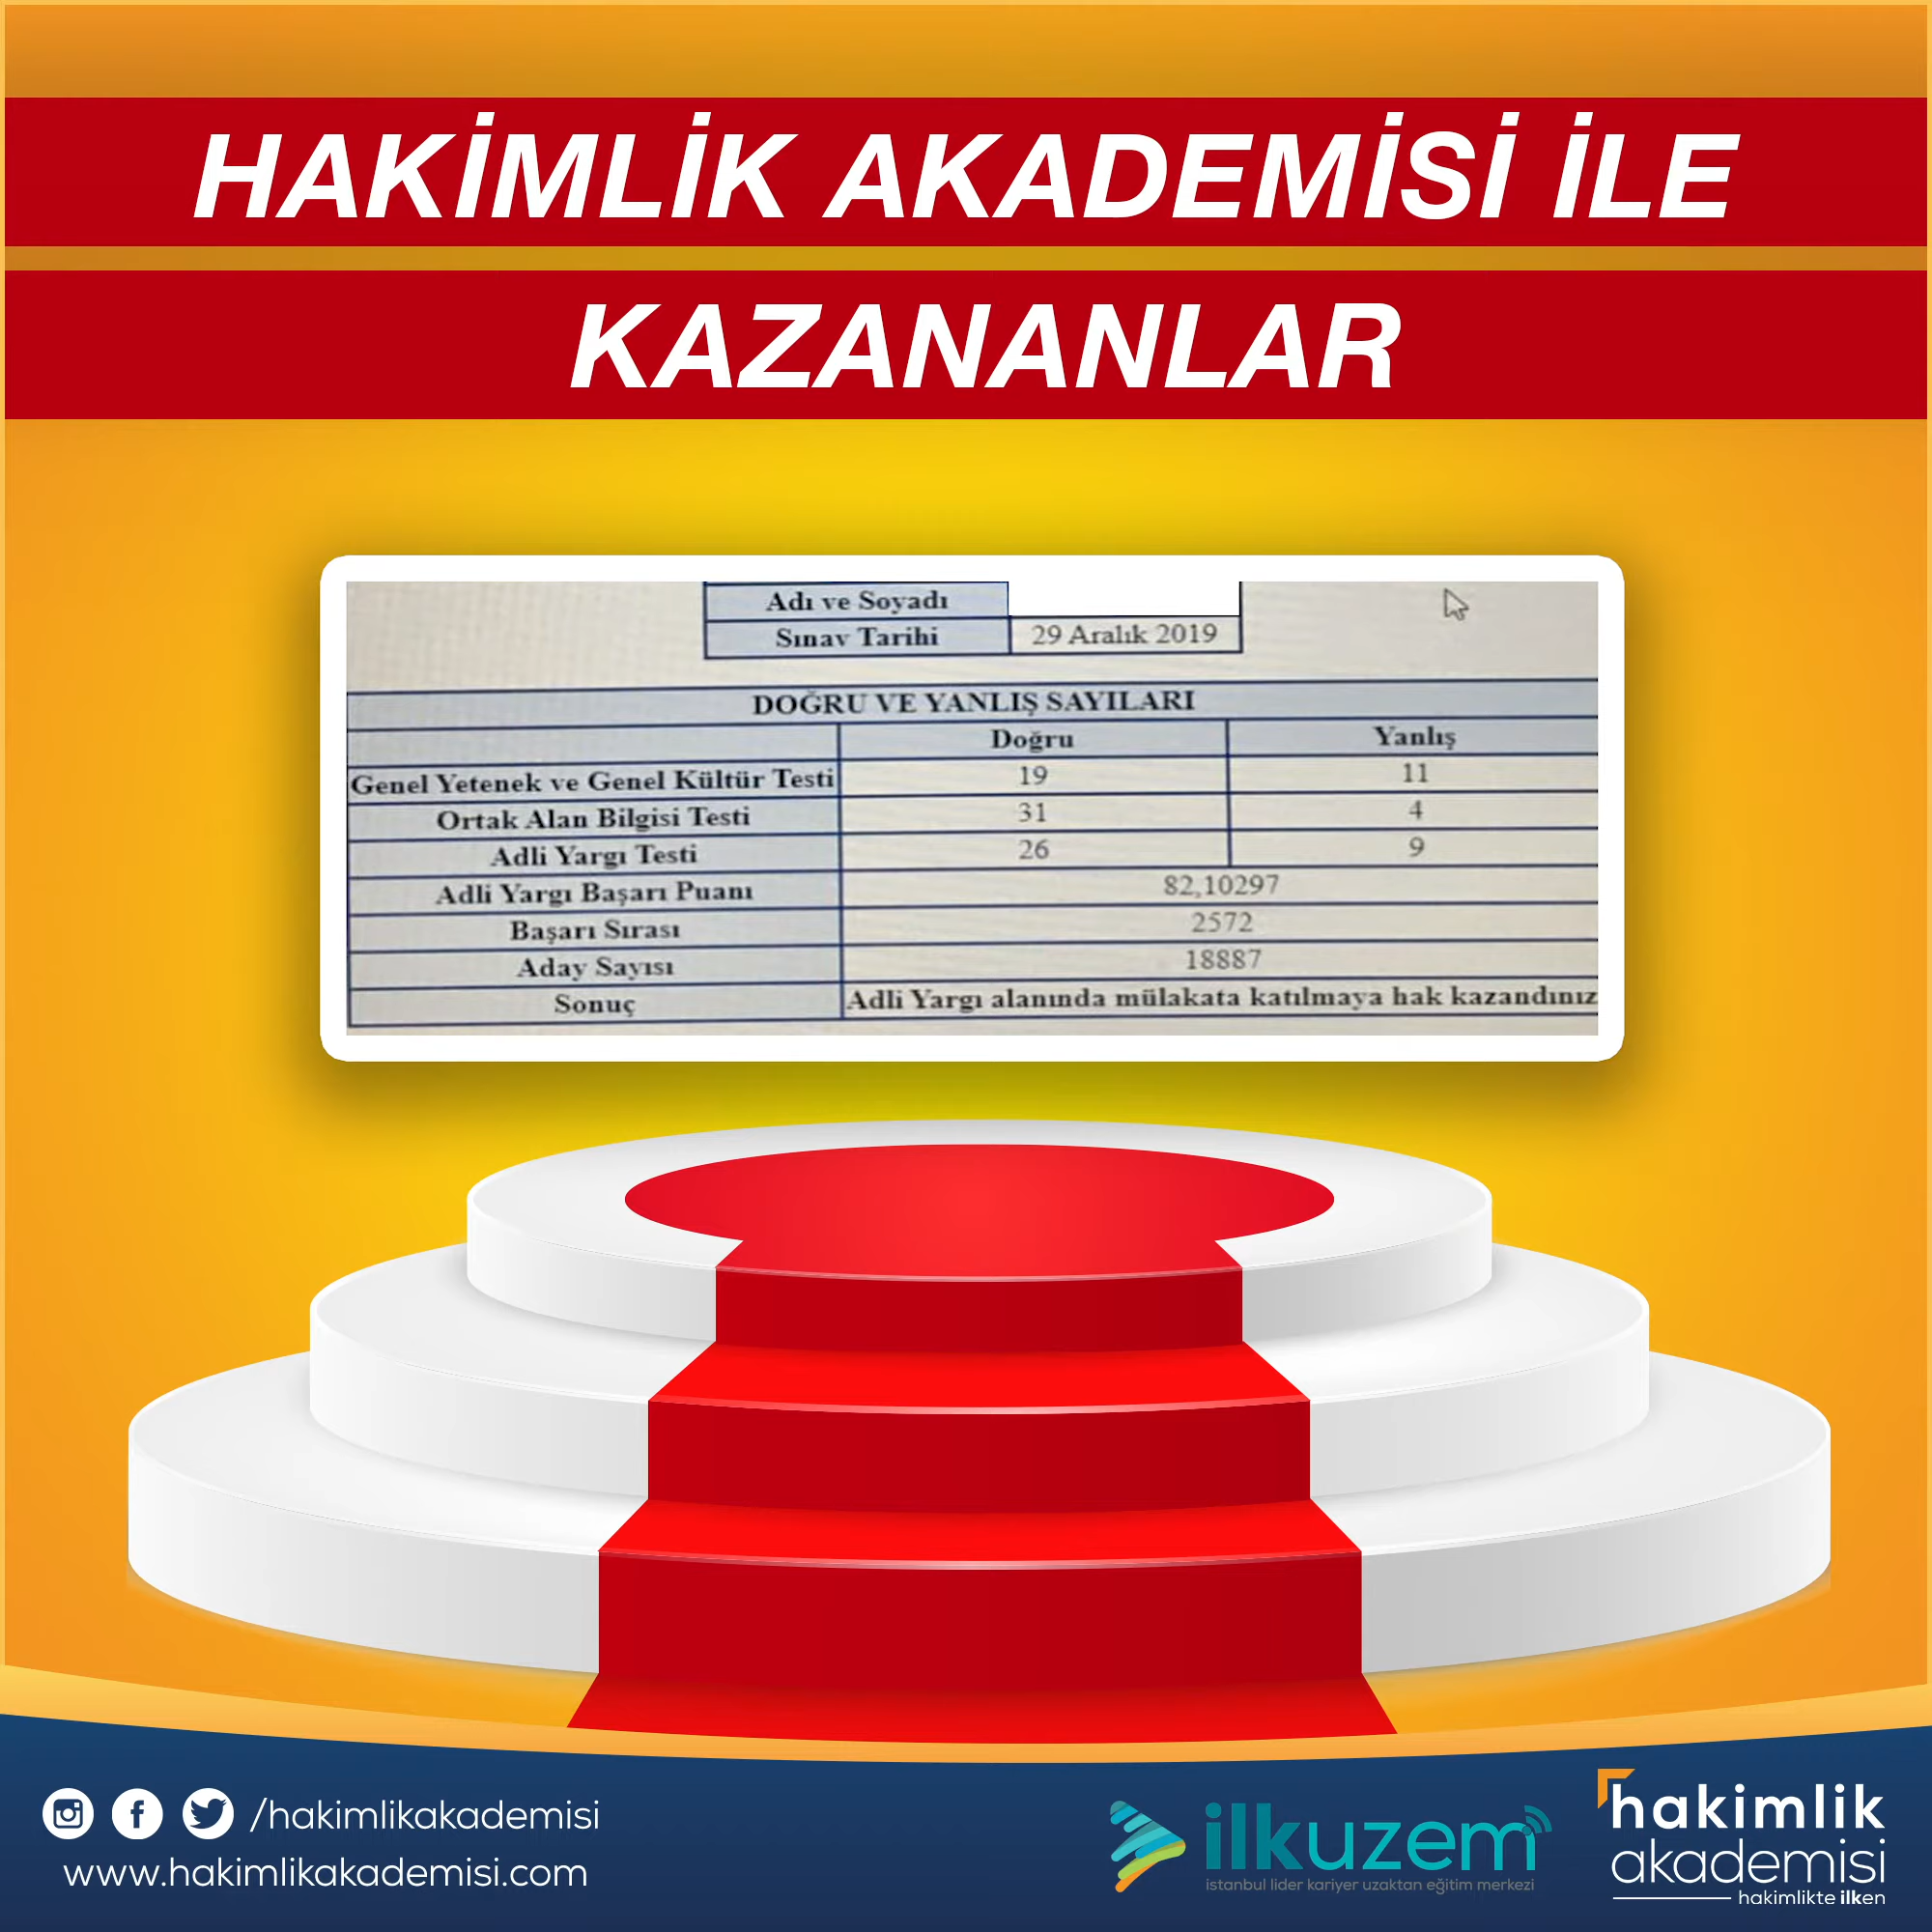 HAKİMLİK AKADEMİSİ İLE
KAZANANLAR
Adı ve Soyadı
Sınav Tarihi 29 Aralık 2019
DOĞRU VE YANLIŞ SAYILARI
Doğru Yanlış
Genel Yetenek ve Genel Kültür Testi 19 11
Ortak Alan Bilgisi Testi 31 4
Adli Yargı Testi 26 9
Adli Yargı Başarı Puanı 82,10297
Başarı Sırası 2572
Aday Sayısı 18887
Sonuç Adli Yargı alanında mülakata katılmaya hak kazandınız
/hakimlikakademisi
www.hakimlikakademisi.com
ilkuzem
istanbul lider kariyer uzaktan eğitim merkezi
hakimlik
akademisi
hakimlikte ilken